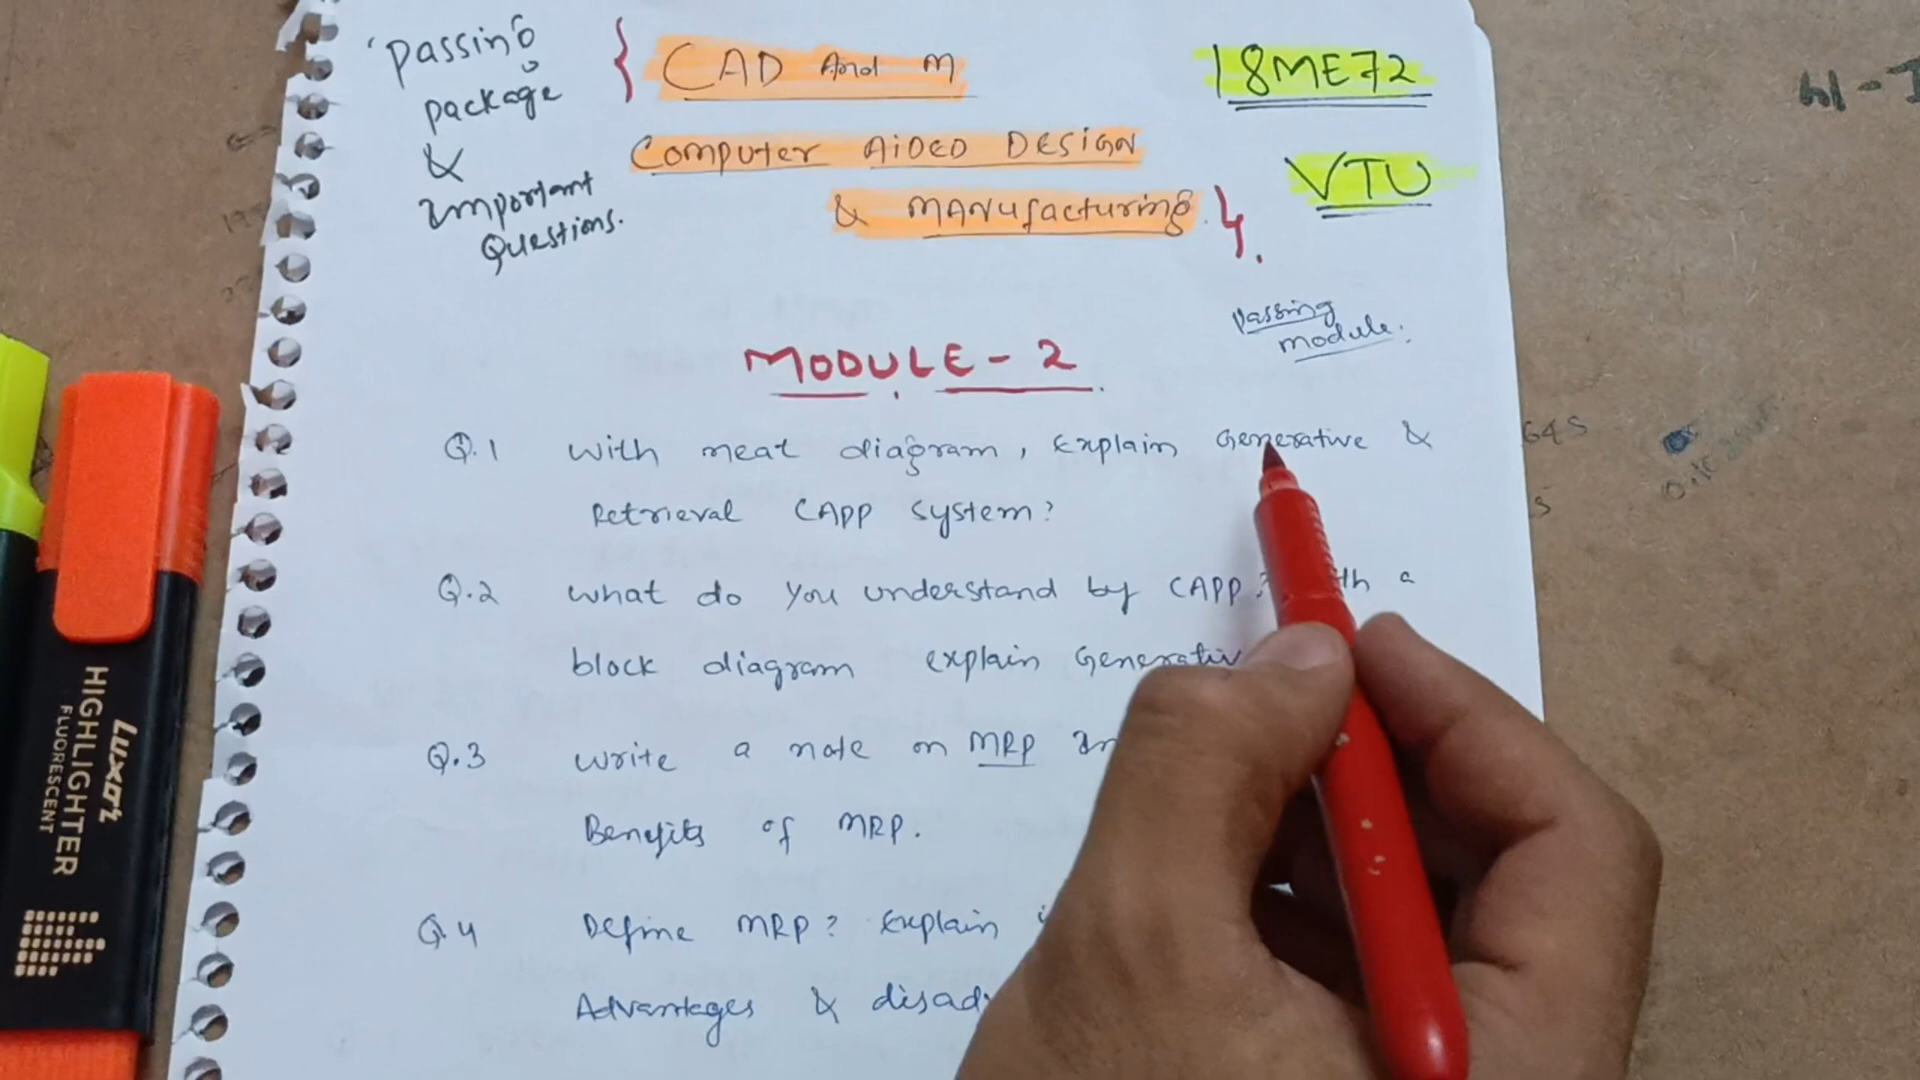 'Passing
package
&
Important
Questions.
{ CAD And M
Computer AiDED DESIGN
& MANufacturing }.
18ME72
VTU
Passing
module.
MODULE - 2
Q.1 With neat diagram, Explain Generative &
Retrieval CAPP system?
Q.2 What do you understand by CAPP? a
block diagram explain
Q.3 Write a note on MRP
Benefits of MRP.
Q.4 Define MRP? Explain
Advantages &
Luxor
HIGHLIGHTER
FLUORESCENT